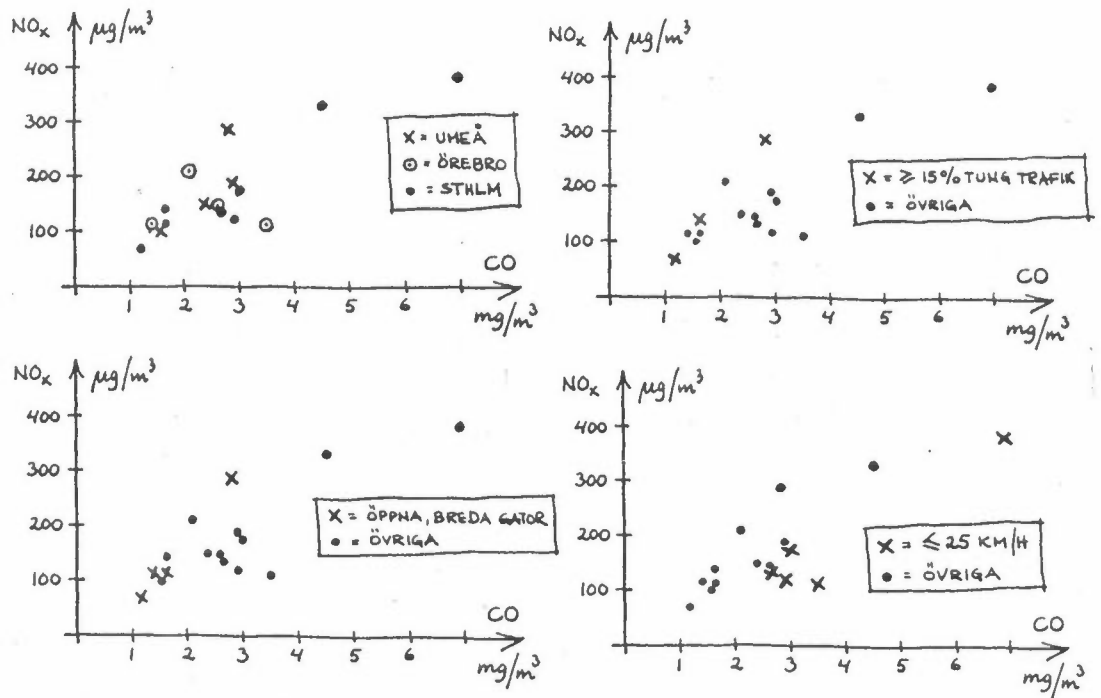 NOx µg/m³
400
300
200
100
X = UMEÅ
⊙ = ÖREBRO
• = STHLM
CO
1 2 3 4 5 6
mg/m³
NOx µg/m³
400
300
200
100
X = ≥ 15% TUNG TRAFIK
• = ÖVRIGA
CO
1 2 3 4 5 6
mg/m³
NOx µg/m³
400
300
200
100
X = ÖPPNA, BREDA GATOR
• = ÖVRIGA
CO
1 2 3 4 5 6
mg/m³
NOx µg/m³
400
300
200
100
X = ≤ 25 KM/H
• = ÖVRIGA
CO
1 2 3 4 5 6
mg/m³